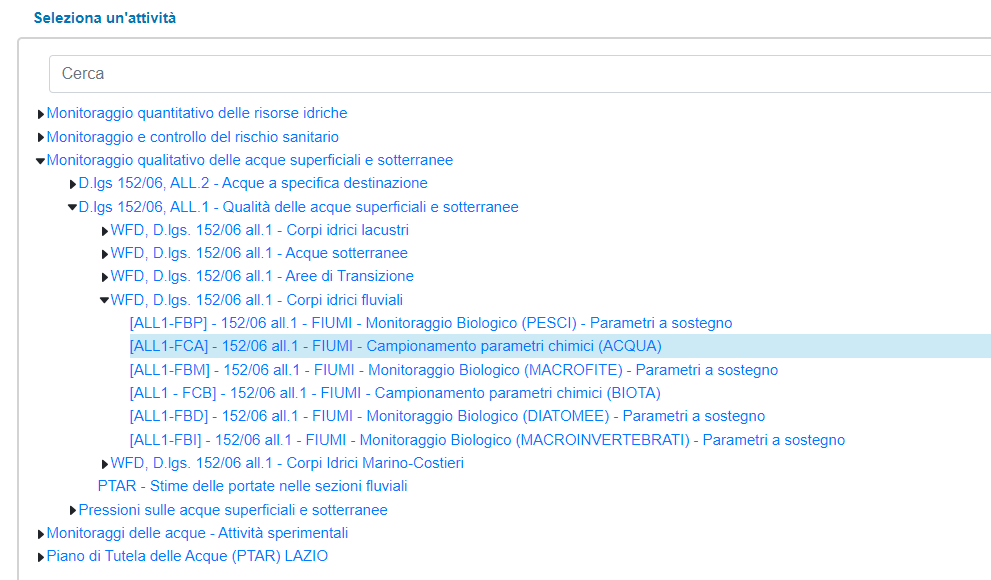 Seleziona un'attività
Cerca
Monitoraggio quantitativo delle risorse idriche
Monitoraggio e controllo del rischio sanitario
Monitoraggio qualitativo delle acque superficiali e sotterranee
D.lgs 152/06, ALL.2 - Acque a specifica destinazione
D.lgs 152/06, ALL.1 - Qualità delle acque superficiali e sotterranee
WFD, D.lgs. 152/06 all.1 - Corpi idrici lacustri
WFD, D.lgs. 152/06 all.1 - Acque sotterranee
WFD, D.lgs. 152/06 all.1 - Aree di Transizione
WFD, D.lgs. 152/06 all.1 - Corpi idrici fluviali
[ALL1-FBP] - 152/06 all.1 - FIUMI - Monitoraggio Biologico (PESCI) - Parametri a sostegno
[ALL1-FCA] - 152/06 all.1 - FIUMI - Campionamento parametri chimici (ACQUA)
[ALL1-FBM] - 152/06 all.1 - FIUMI - Monitoraggio Biologico (MACROFITE) - Parametri a sostegno
[ALL1 - FCB] - 152/06 all.1 - FIUMI - Campionamento parametri chimici (BIOTA)
[ALL1-FBD] - 152/06 all.1 - FIUMI - Monitoraggio Biologico (DIATOMEE) - Parametri a sostegno
[ALL1-FBI] - 152/06 all.1 - FIUMI - Monitoraggio Biologico (MACROINVERTEBRATI) - Parametri a sostegno
WFD, D.lgs. 152/06 all.1 - Corpi Idrici Marino-Costieri
PTAR - Stime delle portate nelle sezioni fluviali
Pressioni sulle acque superficiali e sotterranee
Monitoraggi delle acque - Attività sperimentali
Piano di Tutela delle Acque (PTAR) LAZIO